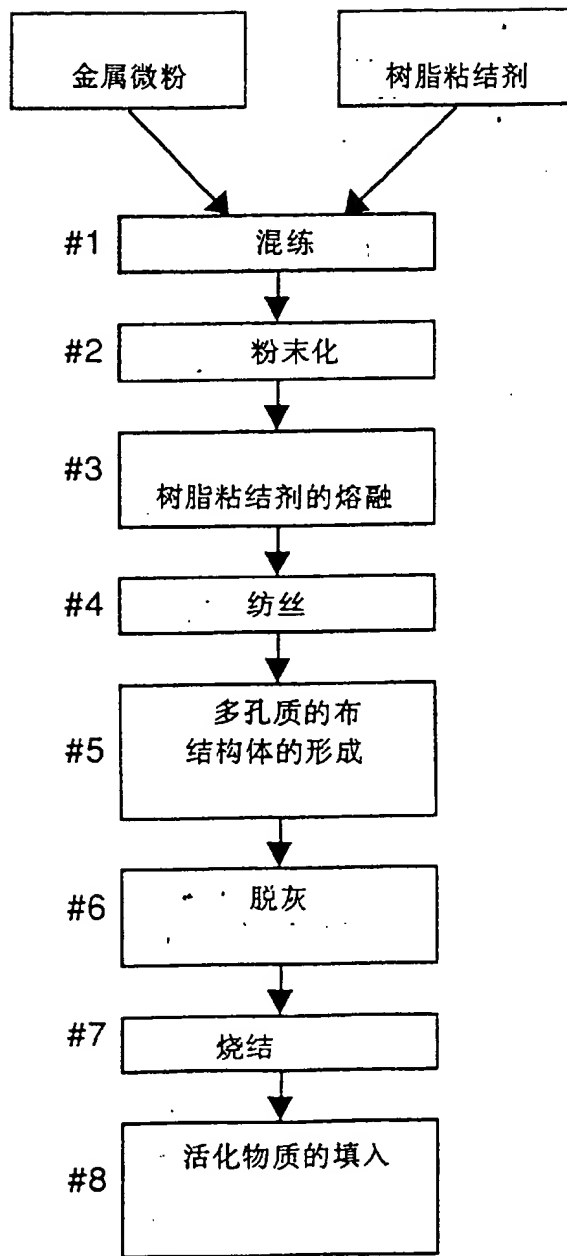 金属微粉
树脂粘结剂
#1
混练
#2
粉末化
#3
树脂粘结剂的熔融
#4
纺丝
#5
多孔质的布
结构体的形成
#6
脱灰
#7
烧结
#8
活化物质的填入